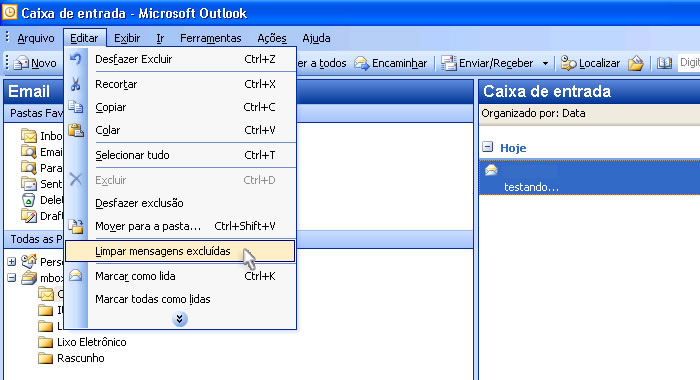 Caixa de entrada - Microsoft Outlook
Arquivo Editar Exibir Ir Ferramentas Ações Ajuda
Novo er a todos Encaminhar Enviar/Receber Localizar Digit
Desfazer Excluir Ctrl+Z
Recortar Ctrl+X
Copiar Ctrl+C
Colar Ctrl+V
Selecionar tudo Ctrl+T
Excluir Ctrl+D
Desfazer exclusão
Mover para a pasta... Ctrl+Shift+V
Limpar mensagens excluídas
Marcar como lida Ctrl+K
Marcar todas como lidas
Email
Pastas Fav
Inbo
Emai
Para
Sent
Delet
Draft
Todas as P
Perso
mbox
C
L
Lixo Eletrônico
Rascunho
Caixa de entrada
Organizado por: Data
Hoje
testando...